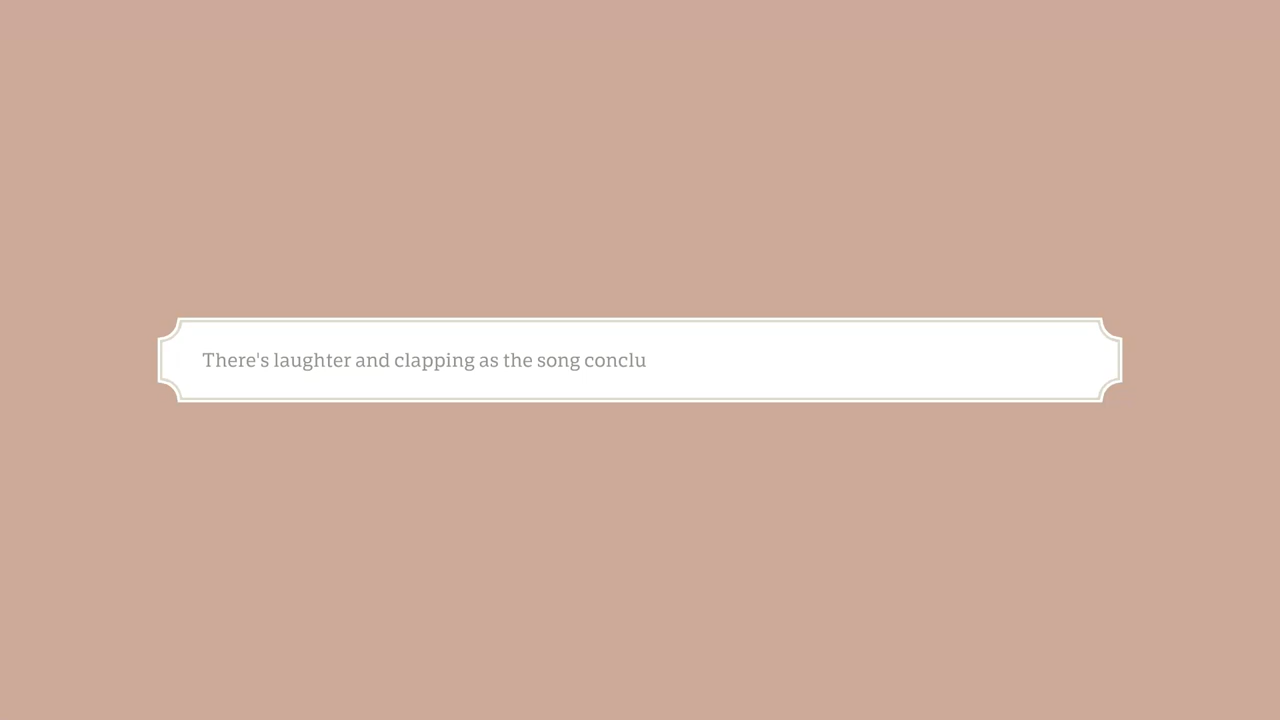 There's laughter and clapping as the song conclu